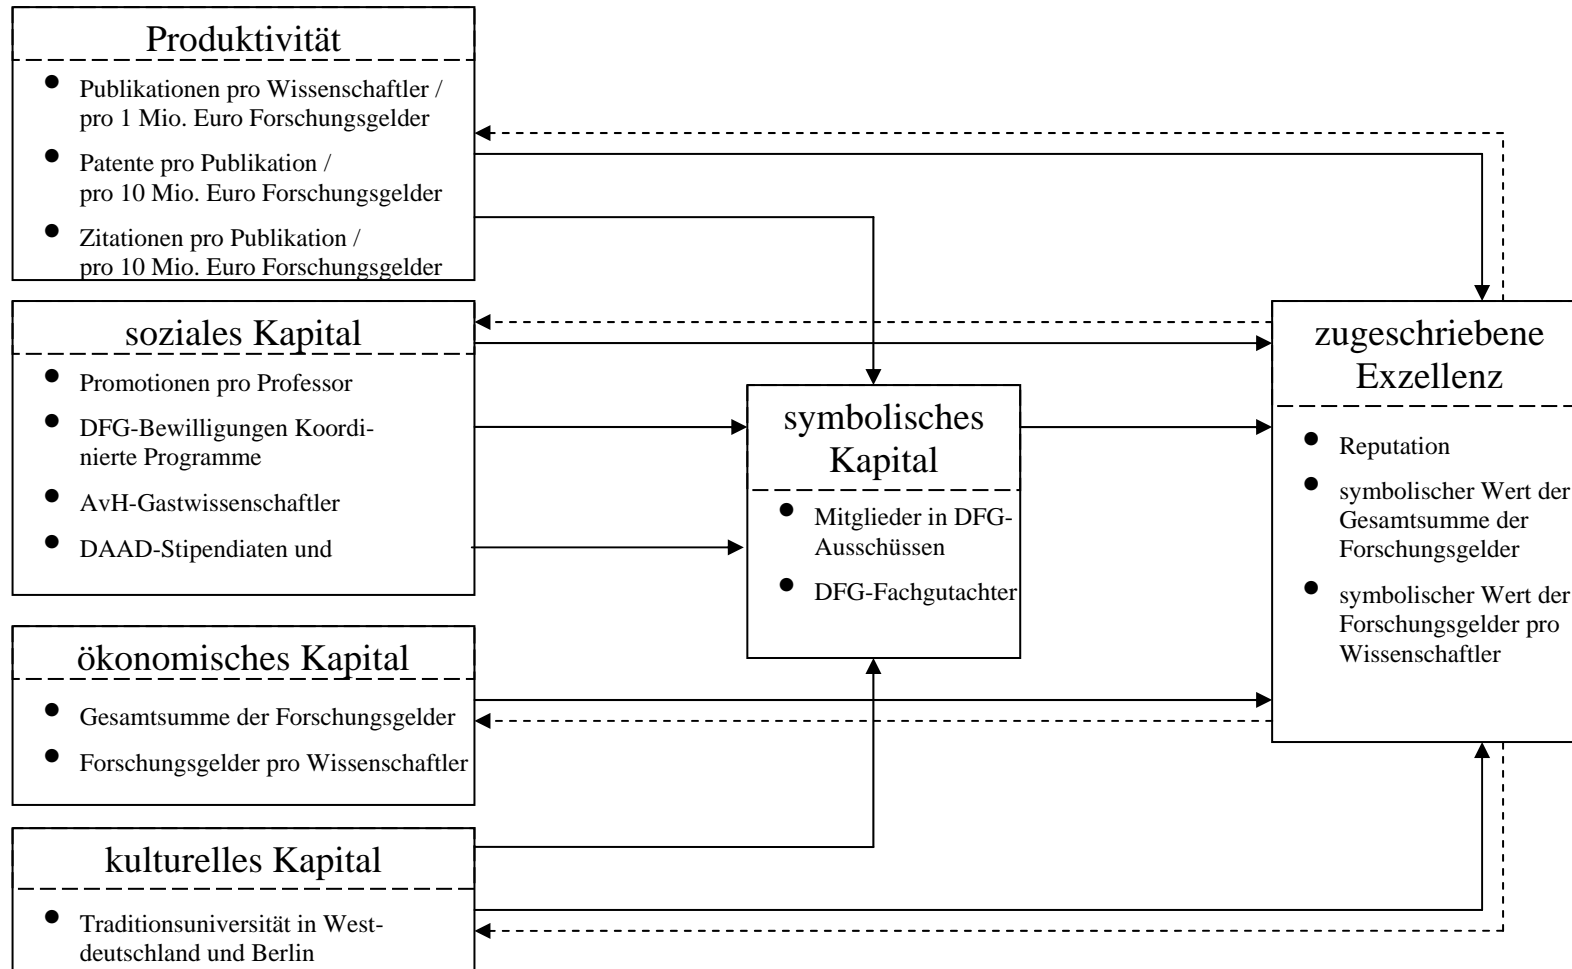 Produktivität
Publikationen pro Wissenschaftler /
pro 1 Mio. Euro Forschungsgelder
Patente pro Publikation /
pro 10 Mio. Euro Forschungsgelder
Zitationen pro Publikation /
pro 10 Mio. Euro Forschungsgelder
soziales Kapital
Promotionen pro Professor
DFG-Bewilligungen Koordi-
nierte Programme
AvH-Gastwissenschaftler
DAAD-Stipendiaten und
ökonomisches Kapital
Gesamtsumme der Forschungsgelder
Forschungsgelder pro Wissenschaftler
kulturelles Kapital
Traditionsuniversität in West-
deutschland und Berlin
symbolisches
Kapital
Mitglieder in DFG-
Ausschüssen
DFG-Fachgutachter
zugeschriebene
Exzellenz
Reputation
symbolischer Wert der
Gesamtsumme der
Forschungsgelder
symbolischer Wert der
Forschungsgelder pro
Wissenschaftler